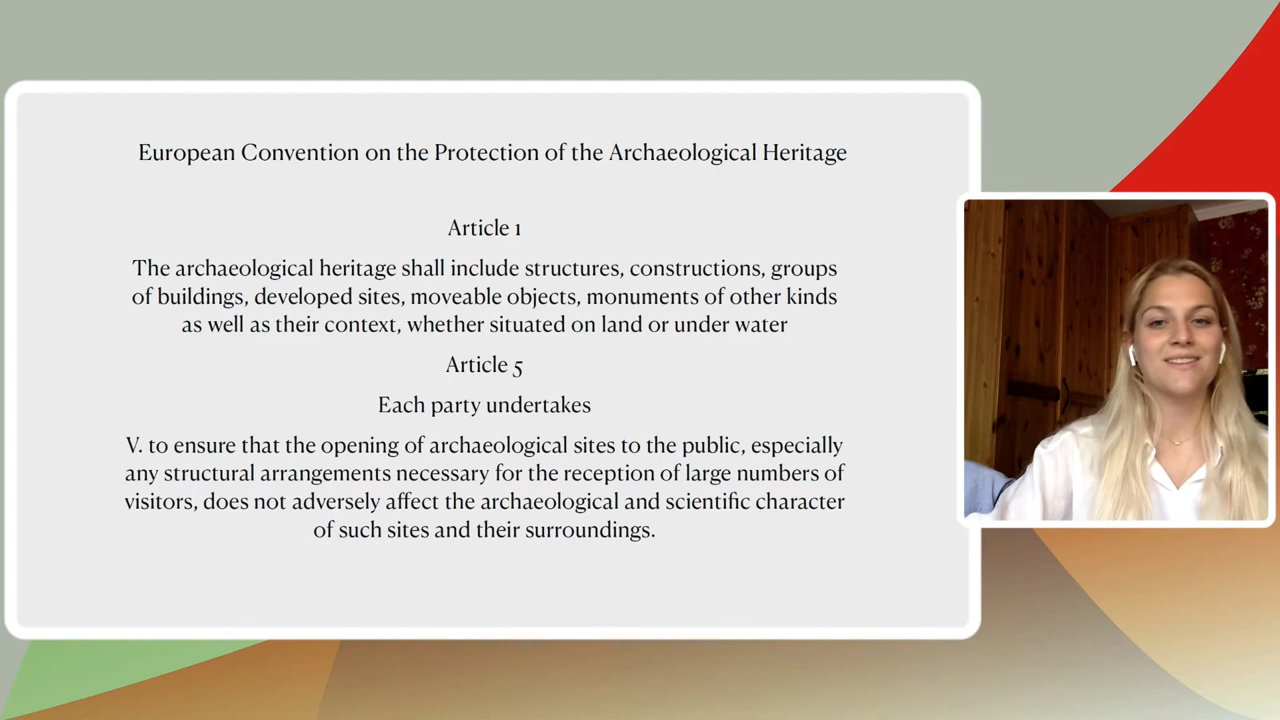 European Convention on the Protection of the Archaeological Heritage
Article 1
The archaeological heritage shall include structures, constructions, groups
of buildings, developed sites, moveable objects, monuments of other kinds
as well as their context, whether situated on land or under water
Article 5
Each party undertakes
V. to ensure that the opening of archaeological sites to the public, especially
any structural arrangements necessary for the reception of large numbers of
visitors, does not adversely affect the archaeological and scientific character
of such sites and their surroundings.